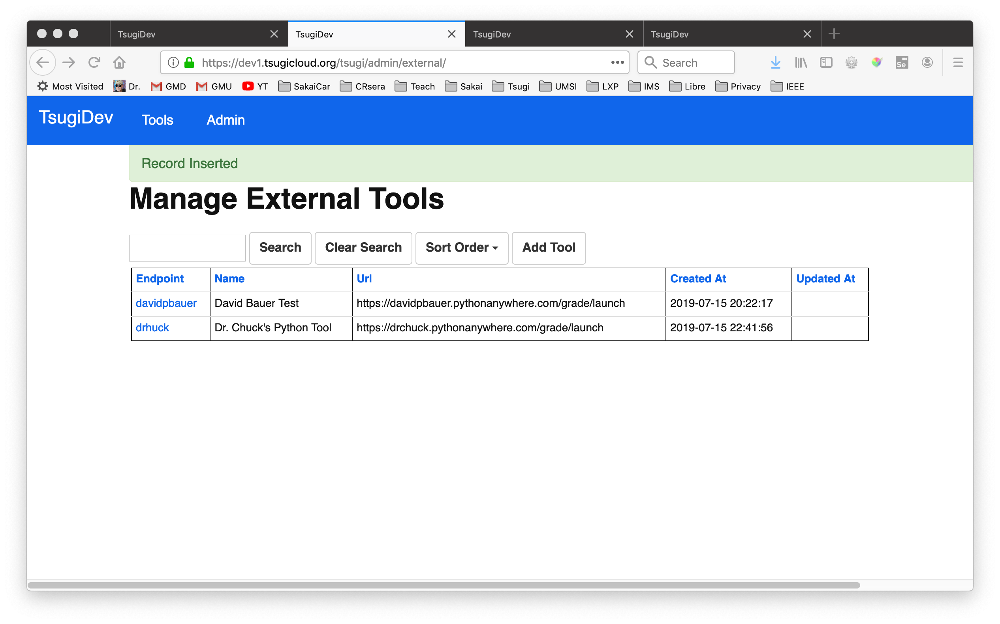 TsugiDev TsugiDev TsugiDev TsugiDev
https://dev1.tsugicloud.org/tsugi/admin/external/ Search Se
Most Visited Dr. GMD GMU YT SakaiCar CRsera Teach Sakai Tsugi UMSI LXP IMS Libre Privacy IEEE
TsugiDev Tools Admin
Record Inserted
Manage External Tools
Search Clear Search Sort Order Add Tool
Endpoint Name Url Created At Updated At
davidpbauer David Bauer Test https://davidpbauer.pythonanywhere.com/grade/launch 2019-07-15 20:22:17
drhuck Dr. Chuck's Python Tool https://drchuck.pythonanywhere.com/grade/launch 2019-07-15 22:41:56